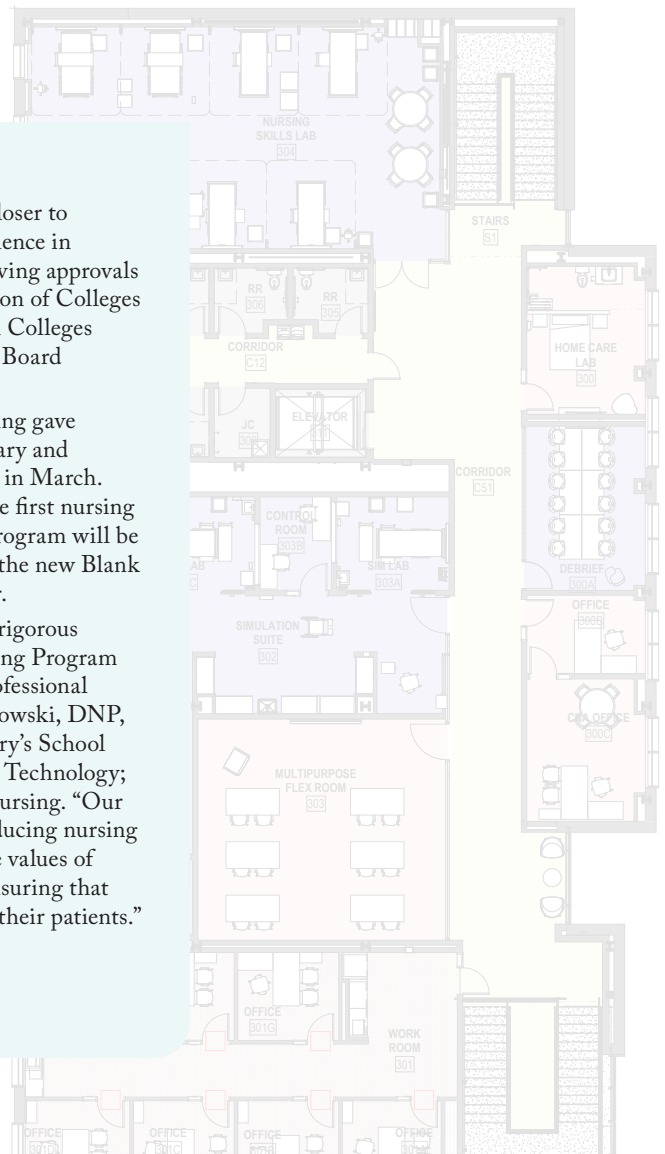 loser to
ence in
ving approvals
on of Colleges
Colleges
Board
ng gave
ary and
in March.
e first nursing
rogram will be
the new Blank
r.
rigorous
ing Program
ofessional
owski, DNP,
ry’s School
Technology;
ursing. “Our
ducing nursing
e values of
suring that
their patients.”
NURSING
SKILLS LAB
304
STAIRS
S1
RR
306
RR
305
CORRIDOR
C12
HOME CARE
LAB
300
JC
ELEVATOR
CORRIDOR
C51
CONTROL
ROOM
303B
SIM LAB
303A
DEBRIEF
300A
OFFICE
300B
SIMULATION
SUITE
302
OFFICE
300C
MULTIPURPOSE
FLEX ROOM
303
OFFICE
301G
WORK
ROOM
301
OFFICE
OFFICE
301C
OFFICE
OFFICE